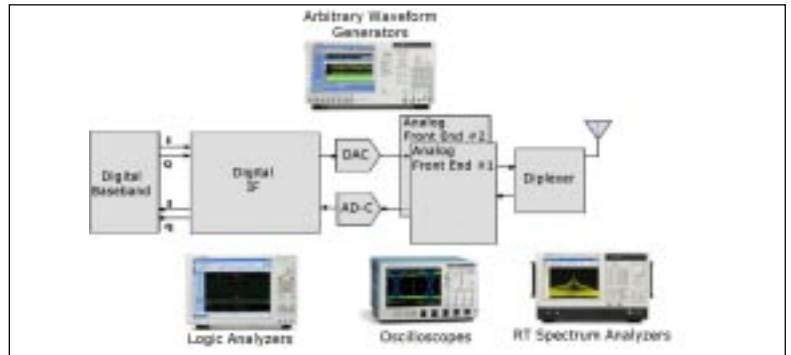 Arbitrary Waveform
Generators
Analog
Front End #2
Analog
Front End #1
I
Q
Digital
Baseband
Digital
IF
DAC
AD-C
Diplexer
I
Q
Logic Analyzers
Oscilloscopes
RT Spectrum Analyzers